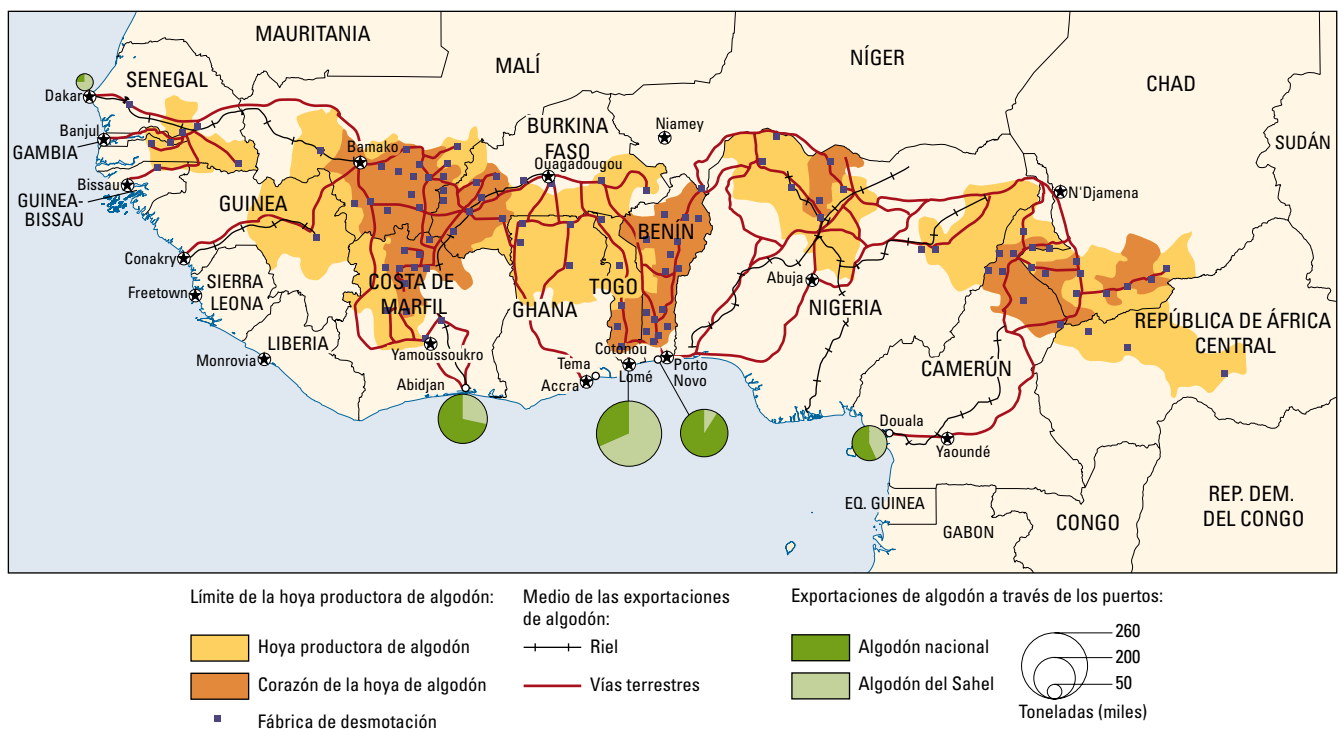 MAURITANIA
MALÍ
NÍGER
CHAD
SUDÁN
SENEGAL
Dakar
Banjul
GAMBIA
Bissau
GUINEA-
BISSAU
GUINEA
Bamako
BURKINA
FASO
Ouagadougou
Niamey
N'Djamena
Conakry
Freetown
SIERRA
LEONA
Monrovia
LIBERIA
COSTA DE
MARFIL
Yamoussoukro
Abidjan
GHANA
Tema
Accra
TOGO
BENÍN
Cotonou
Lomé
Porto
Novo
Abuja
NIGERIA
CAMERÚN
Douala
Yaoundé
REPÚBLICA DE ÁFRICA
CENTRAL
EQ. GUINEA
GABON
CONGO
REP. DEM.
DEL CONGO
Límite de la hoya productora de algodón:
Hoya productora de algodón
Corazón de la hoya de algodón
Fábrica de desmotación
Medio de las exportaciones
de algodón:
Riel
Vías terrestres
Exportaciones de algodón a través de los puertos:
Algodón nacional
Algodón del Sahel
260
200
50
Toneladas (miles)